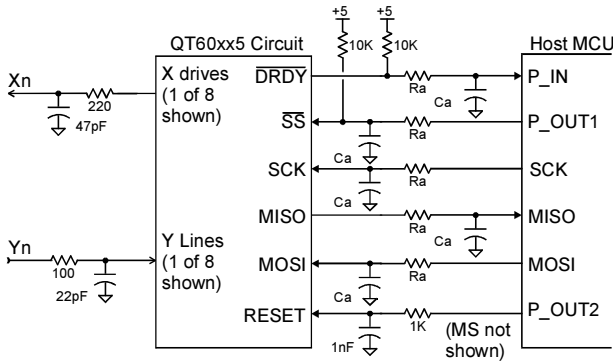 +5 +5
QT60xx5 Circuit 10K 10K Host MCU
Xn X drives DRDY P_IN
(1 of 8 Ra
220 shown) Ca
47pF SS P_OUT1
Ra
SCK Ca SCK
Ra
Ca
MISO MISO
Yn Y Lines Ra
(1 of 8 Ca
100 shown) MOSI MOSI
22pF Ca Ra
RESET P_OUT2
1K (MS not
1nF shown)